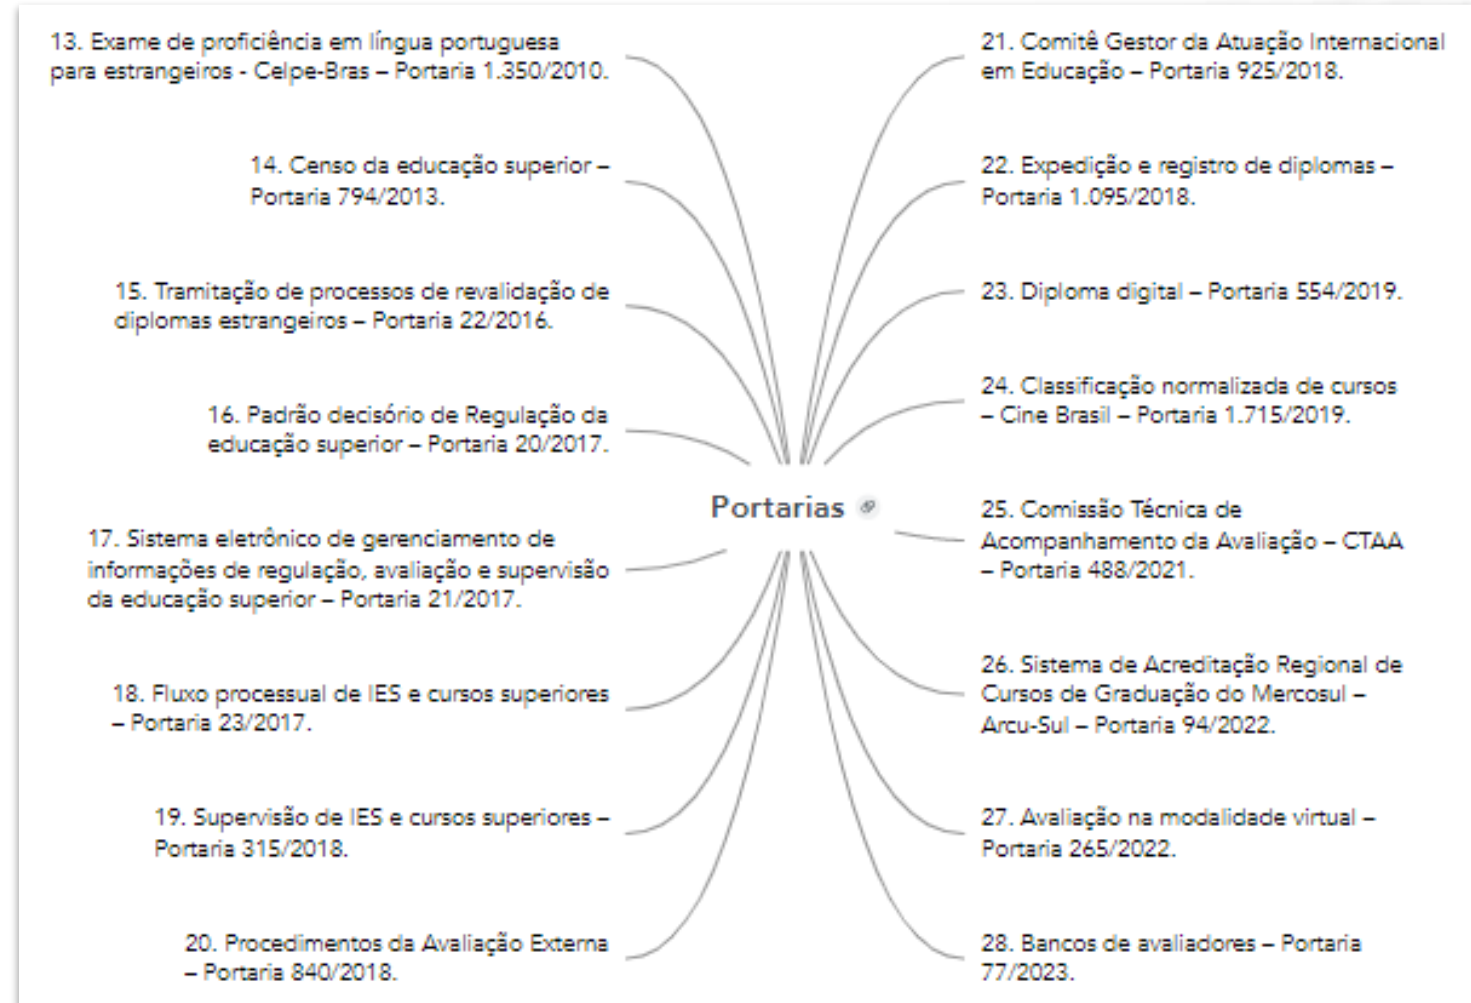 13. Exame de proficiência em língua portuguesa
para estrangeiros - Celpe-Bras – Portaria 1.350/2010.
14. Censo da educação superior –
Portaria 794/2013.
15. Tramitação de processos de revalidação de
diplomas estrangeiros – Portaria 22/2016.
16. Padrão decisório de Regulação da
educação superior – Portaria 20/2017.
17. Sistema eletrônico de gerenciamento de
informações de regulação, avaliação e supervisão
da educação superior – Portaria 21/2017.
18. Fluxo processual de IES e cursos superiores
– Portaria 23/2017.
19. Supervisão de IES e cursos superiores –
Portaria 315/2018.
20. Procedimentos da Avaliação Externa
– Portaria 840/2018.
Portarias
21. Comitê Gestor da Atuação Internacional
em Educação – Portaria 925/2018.
22. Expedição e registro de diplomas –
Portaria 1.095/2018.
23. Diploma digital – Portaria 554/2019.
24. Classificação normalizada de cursos
– Cine Brasil – Portaria 1.715/2019.
25. Comissão Técnica de
Acompanhamento da Avaliação – CTAA
– Portaria 488/2021.
26. Sistema de Acreditação Regional de
Cursos de Graduação do Mercosul –
Arcu-Sul – Portaria 94/2022.
27. Avaliação na modalidade virtual –
Portaria 265/2022.
28. Bancos de avaliadores – Portaria
77/2023.